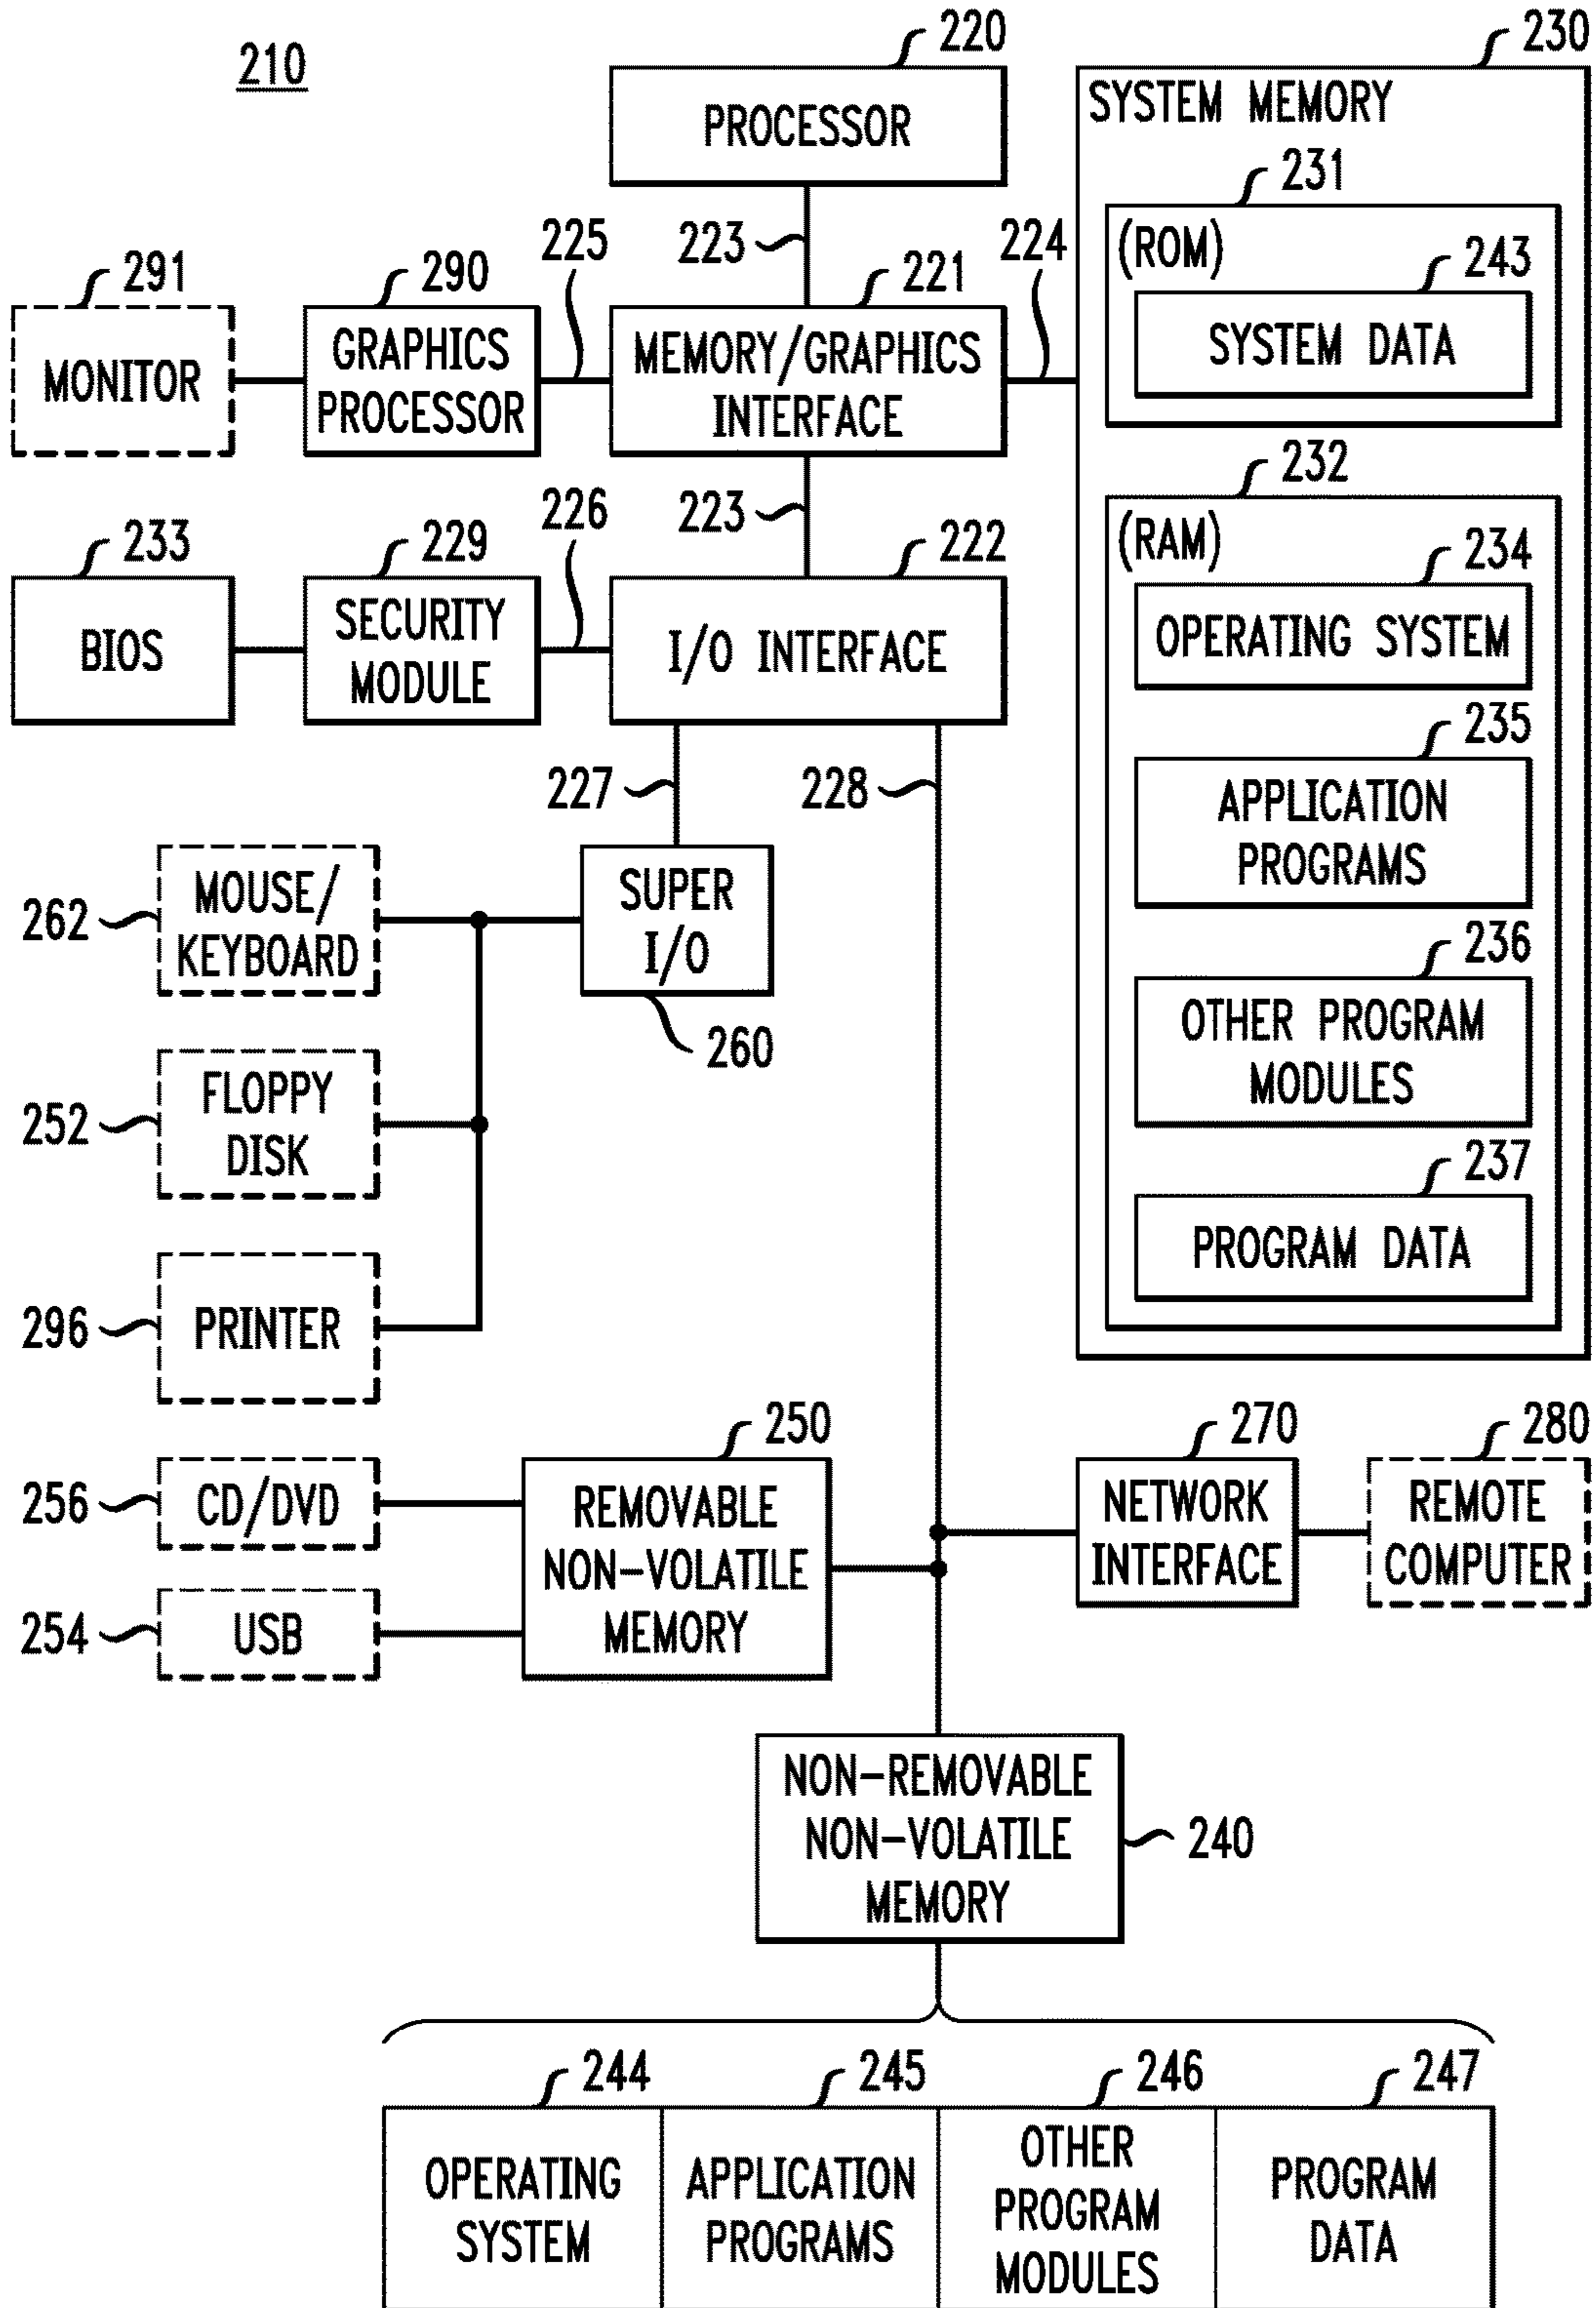 210
220
PROCESSOR
230
SYSTEM MEMORY
231
(ROM)
243
SYSTEM DATA
223
225
224
291
MONITOR
290
GRAPHICS
PROCESSOR
221
MEMORY/GRAPHICS
INTERFACE
232
(RAM)
234
OPERATING SYSTEM
235
APPLICATION
PROGRAMS
236
OTHER PROGRAM
MODULES
237
PROGRAM DATA
226
223
233
BIOS
229
SECURITY
MODULE
222
I/O INTERFACE
227
228
262
MOUSE/
KEYBOARD
SUPER
I/O
260
252
FLOPPY
DISK
296
PRINTER
256
CD/DVD
254
USB
250
REMOVABLE
NON-VOLATILE
MEMORY
270
NETWORK
INTERFACE
280
REMOTE
COMPUTER
NON-REMOVABLE
NON-VOLATILE
MEMORY
240
244
OPERATING
SYSTEM
245
APPLICATION
PROGRAMS
246
OTHER
PROGRAM
MODULES
247
PROGRAM
DATA